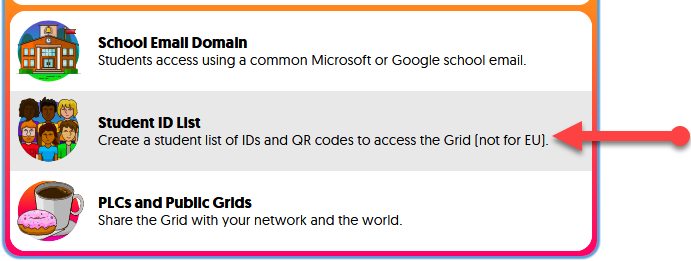 School Email Domain
Students access using a common Microsoft or Google school email.
Student ID List
Create a student list of IDs and QR codes to access the Grid (not for EU).
PLCs and Public Grids
Share the Grid with your network and the world.